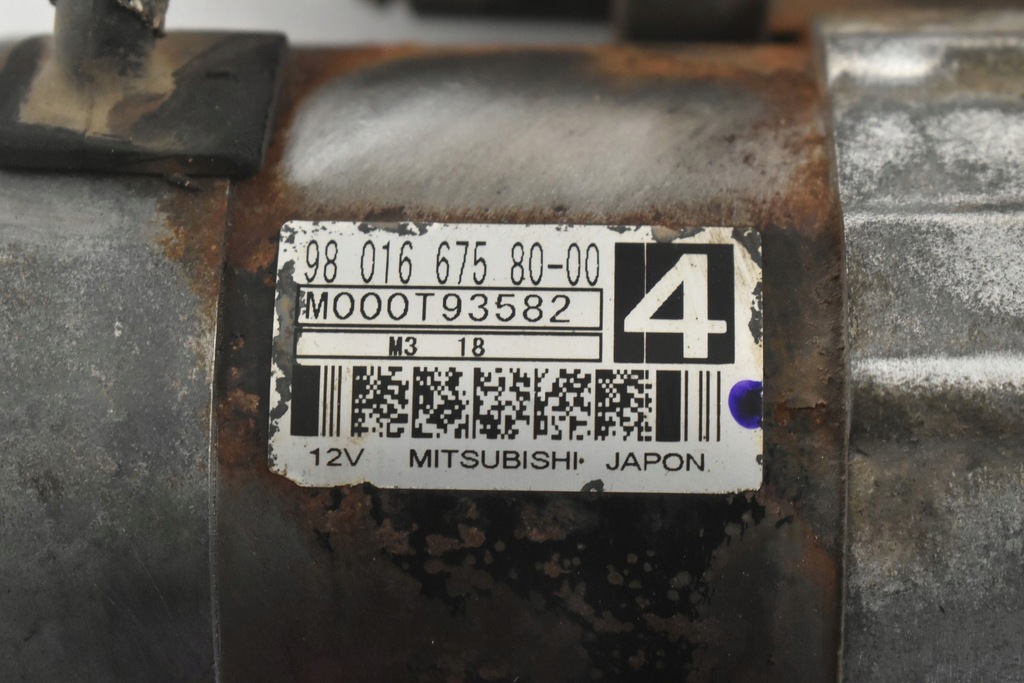 98 016 675 80-00
4
M000T93582
M3 18
12V MITSUBISHI JAPON